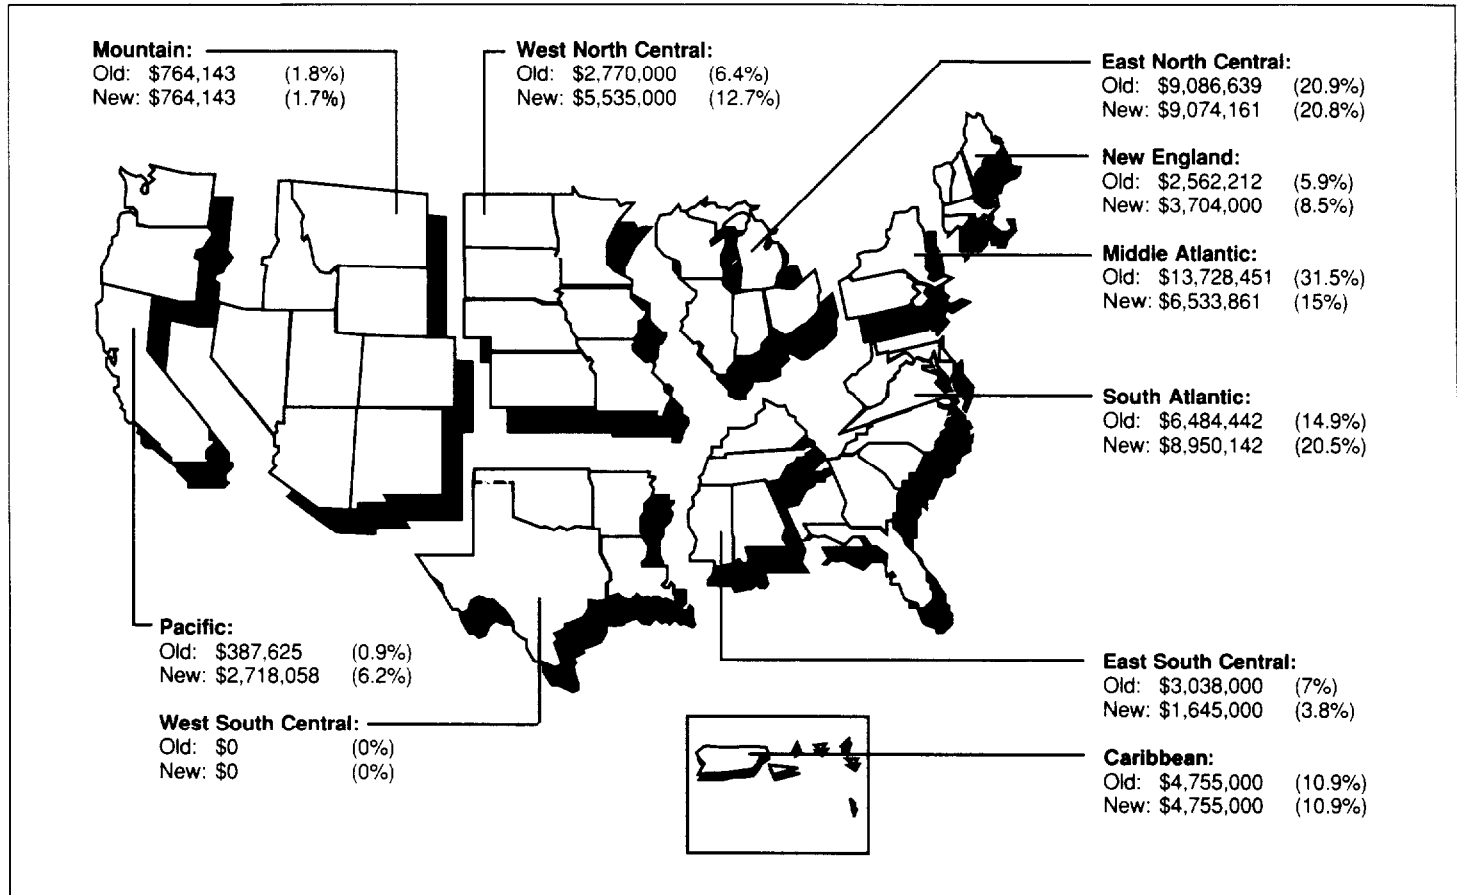 Mountain:
Old: $764,143 (1.8%)
New: $764,143 (1.7%)
West North Central:
Old: $2,770,000 (6.4%)
New: $5,535,000 (12.7%)
East North Central:
Old: $9,086,639 (20.9%)
New: $9,074,161 (20.8%)
New England:
Old: $2,562,212 (5.9%)
New: $3,704,000 (8.5%)
Middle Atlantic:
Old: $13,728,451 (31.5%)
New: $6,533,861 (15%)
South Atlantic:
Old: $6,484,442 (14.9%)
New: $8,950,142 (20.5%)
Pacific:
Old: $387,625 (0.9%)
New: $2,718,058 (6.2%)
West South Central:
Old: $0 (0%)
New: $0 (0%)
East South Central:
Old: $3,038,000 (7%)
New: $1,645,000 (3.8%)
Caribbean:
Old: $4,755,000 (10.9%)
New: $4,755,000 (10.9%)